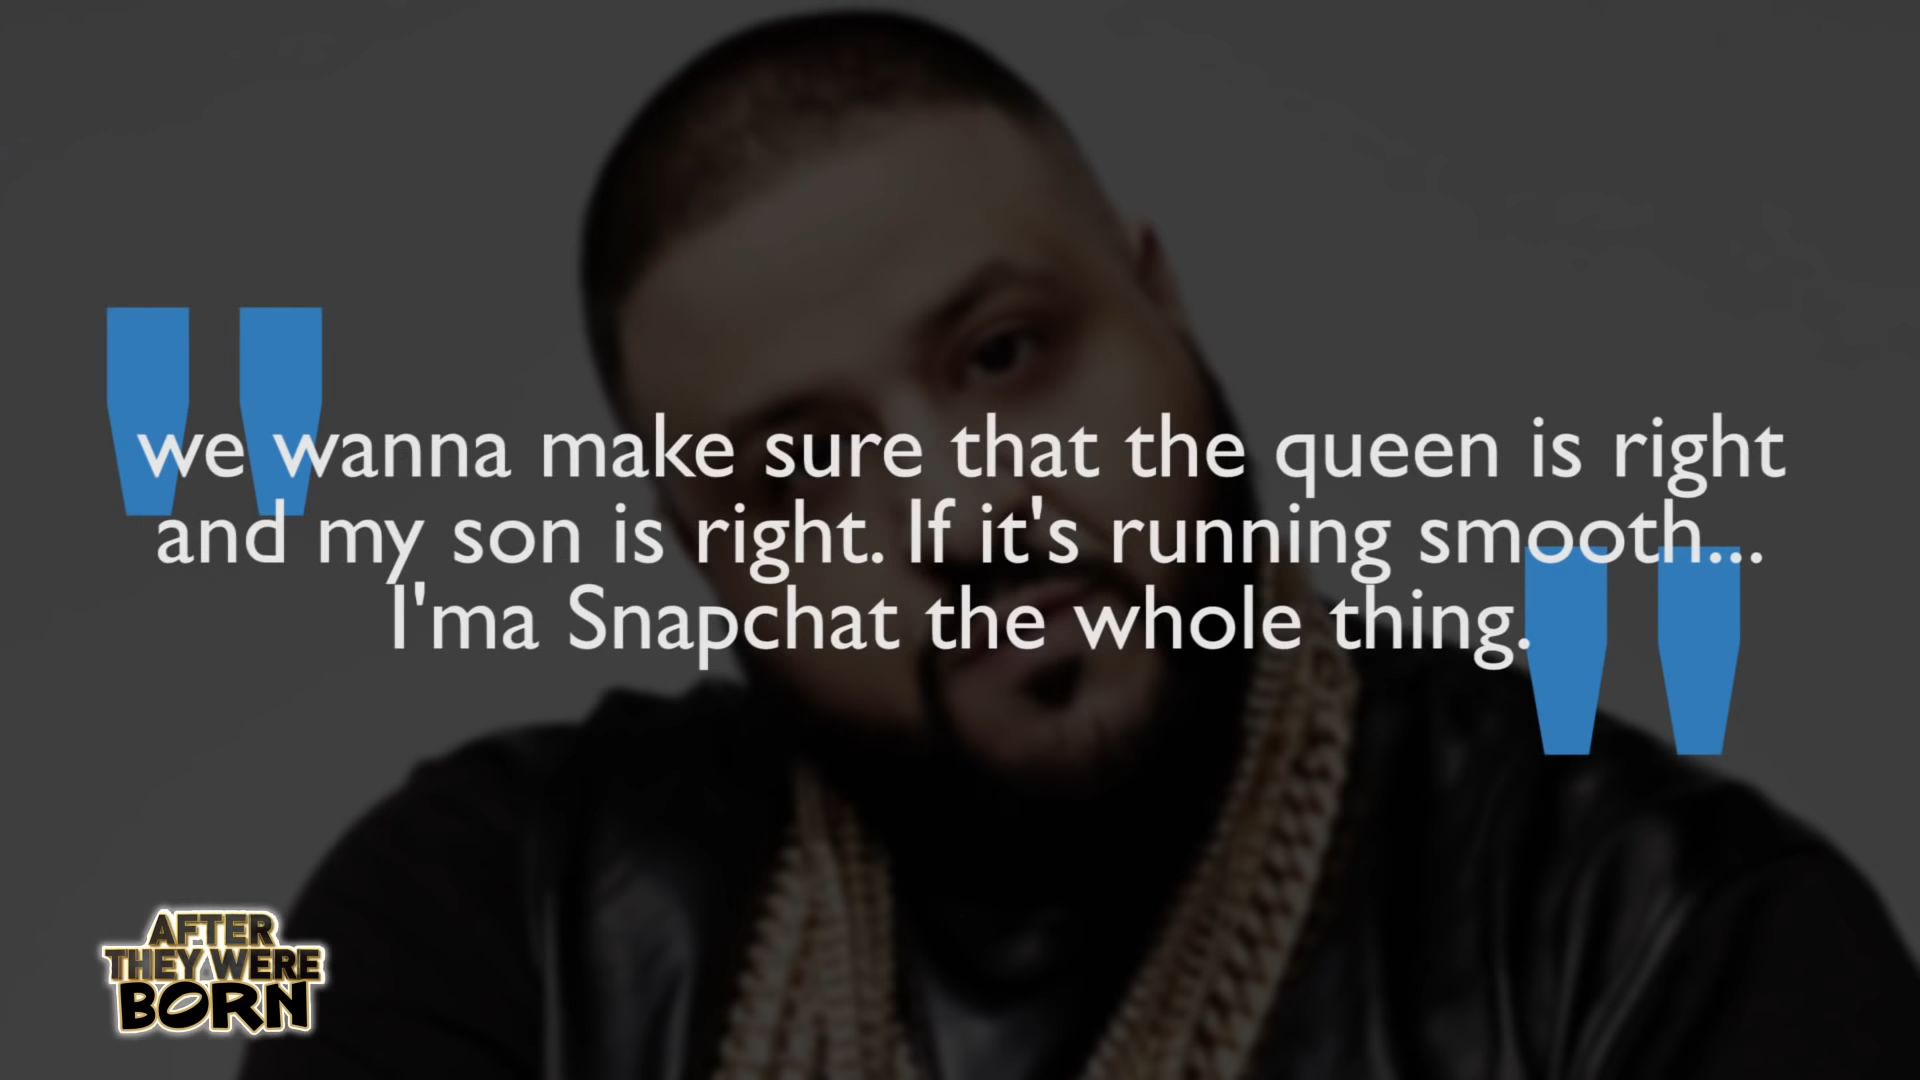 we wanna make sure that the queen is right
and my son is right. If it's running smooth...
I'ma Snapchat the whole thing.
AFTER
THEY WERE
BORN